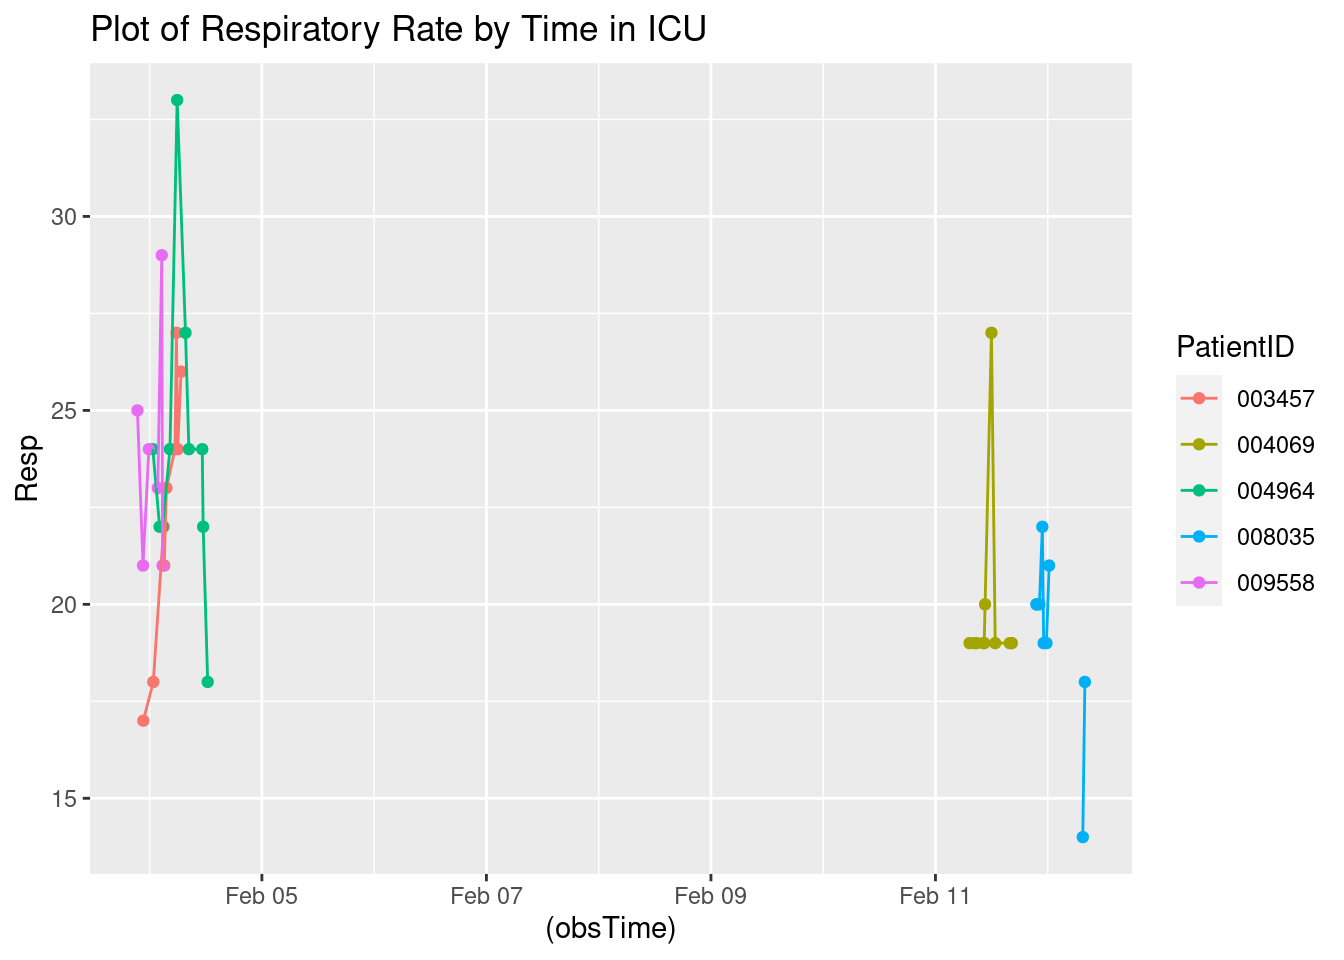 Plot of Respiratory Rate by Time in ICU
30
25
20
15
Resp
Feb 05
Feb 07
Feb 09
Feb 11
(obsTime)
PatientID
003457
004069
004964
008035
009558